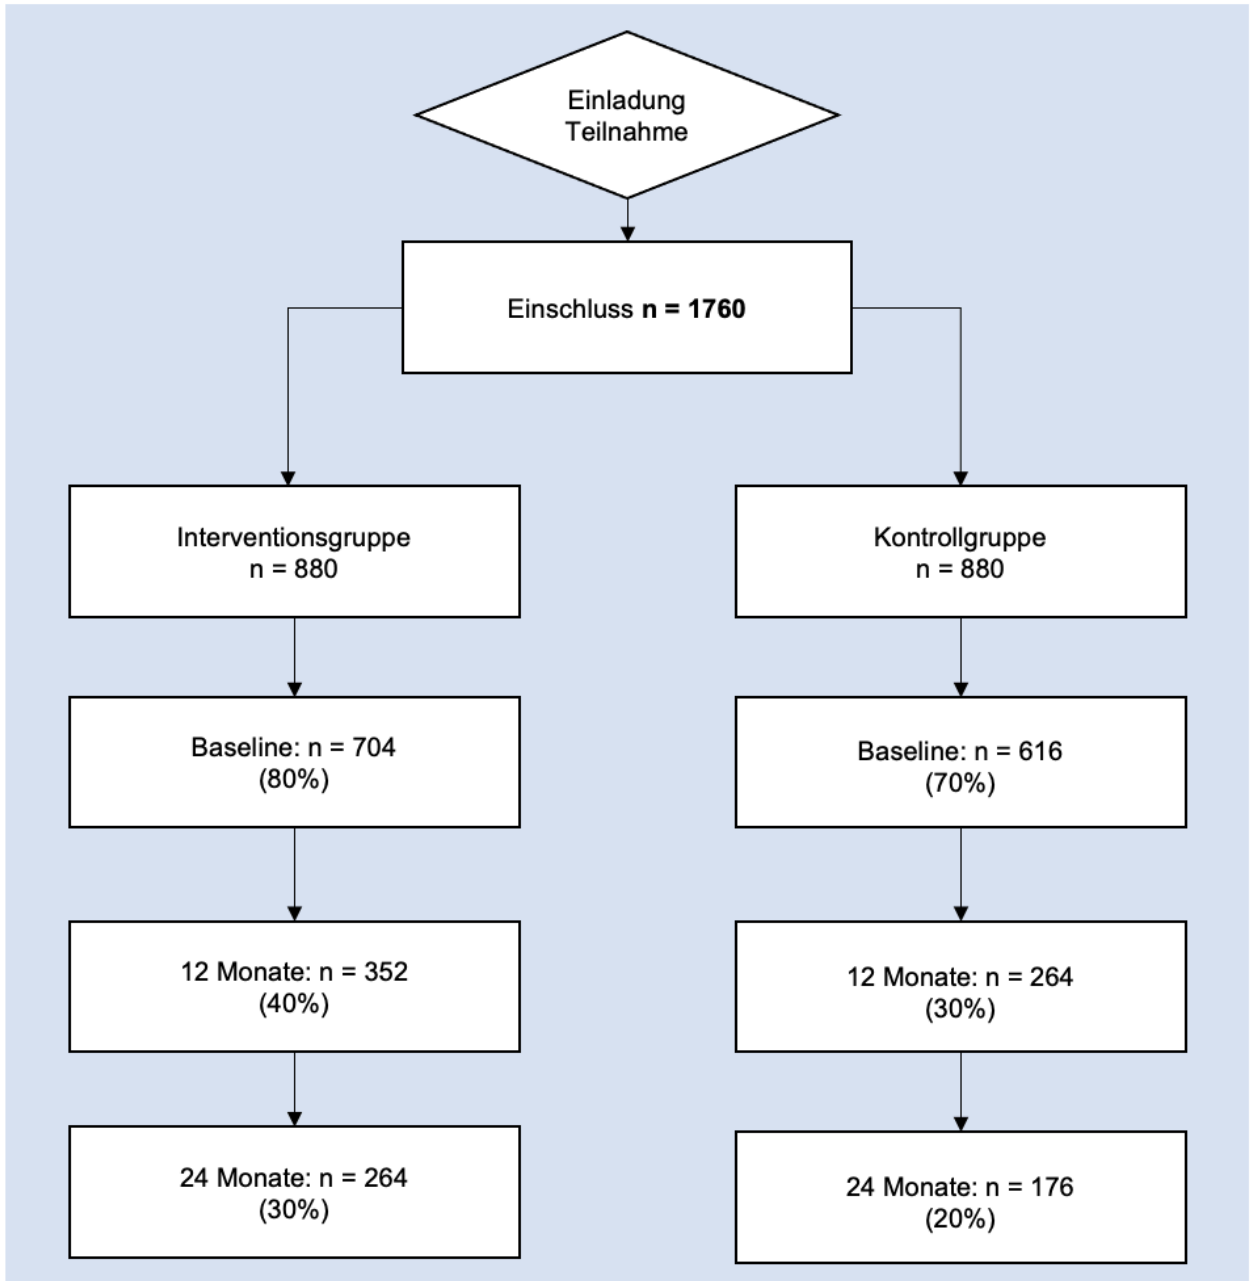 Einladung
Teilnahme
Einschluss n = 1760
Interventionsgruppe
n = 880
Kontrollgruppe
n = 880
Baseline: n = 704
(80%)
Baseline: n = 616
(70%)
12 Monate: n = 352
(40%)
12 Monate: n = 264
(30%)
24 Monate: n = 264
(30%)
24 Monate: n = 176
(20%)